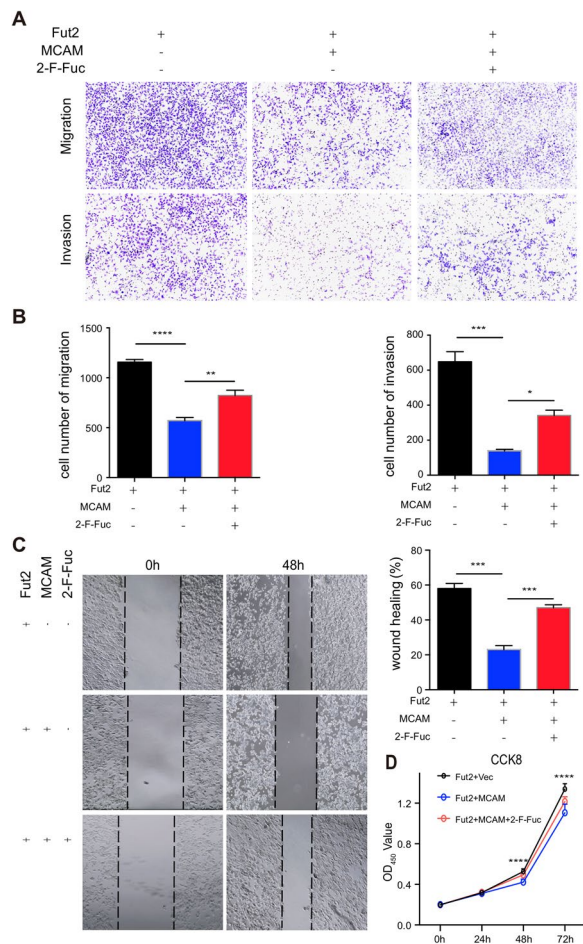 A
Fut2 + + +
MCAM - + +
2-F-Fuc - - +
Migration
Invasion
B
cell number of migration
1500
1000
500
0
****
**
Fut2 + + +
MCAM - + +
2-F-Fuc - - +
cell number of invasion
800
600
400
200
0
***
*
Fut2 + + +
MCAM - + +
2-F-Fuc - - +
C
Fut2 MCAM 2-F-Fuc
0h 48h
+ - -
+ + -
+ + +
wound healing (%)
80
60
40
20
0
***
***
Fut2 + + +
MCAM - + +
2-F-Fuc - - +
D
CCK8
Fut2+Vec
Fut2+MCAM
Fut2+MCAM+2-F-Fuc
****
****
OD450 Value
1.2
0.8
0.4
0.0
0h 24h 48h 72h